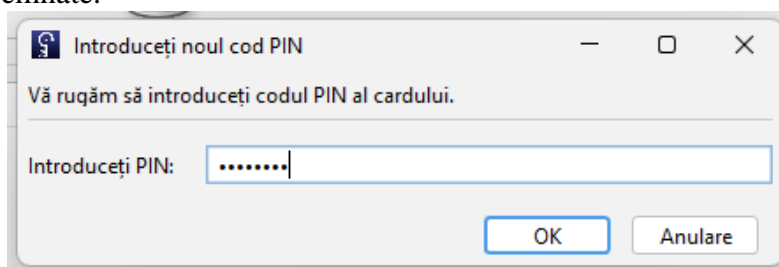 Introduceți noul cod PIN
Vă rugăm să introduceți codul PIN al cardului.
Introduceți PIN: ••••••••
OK Anulare